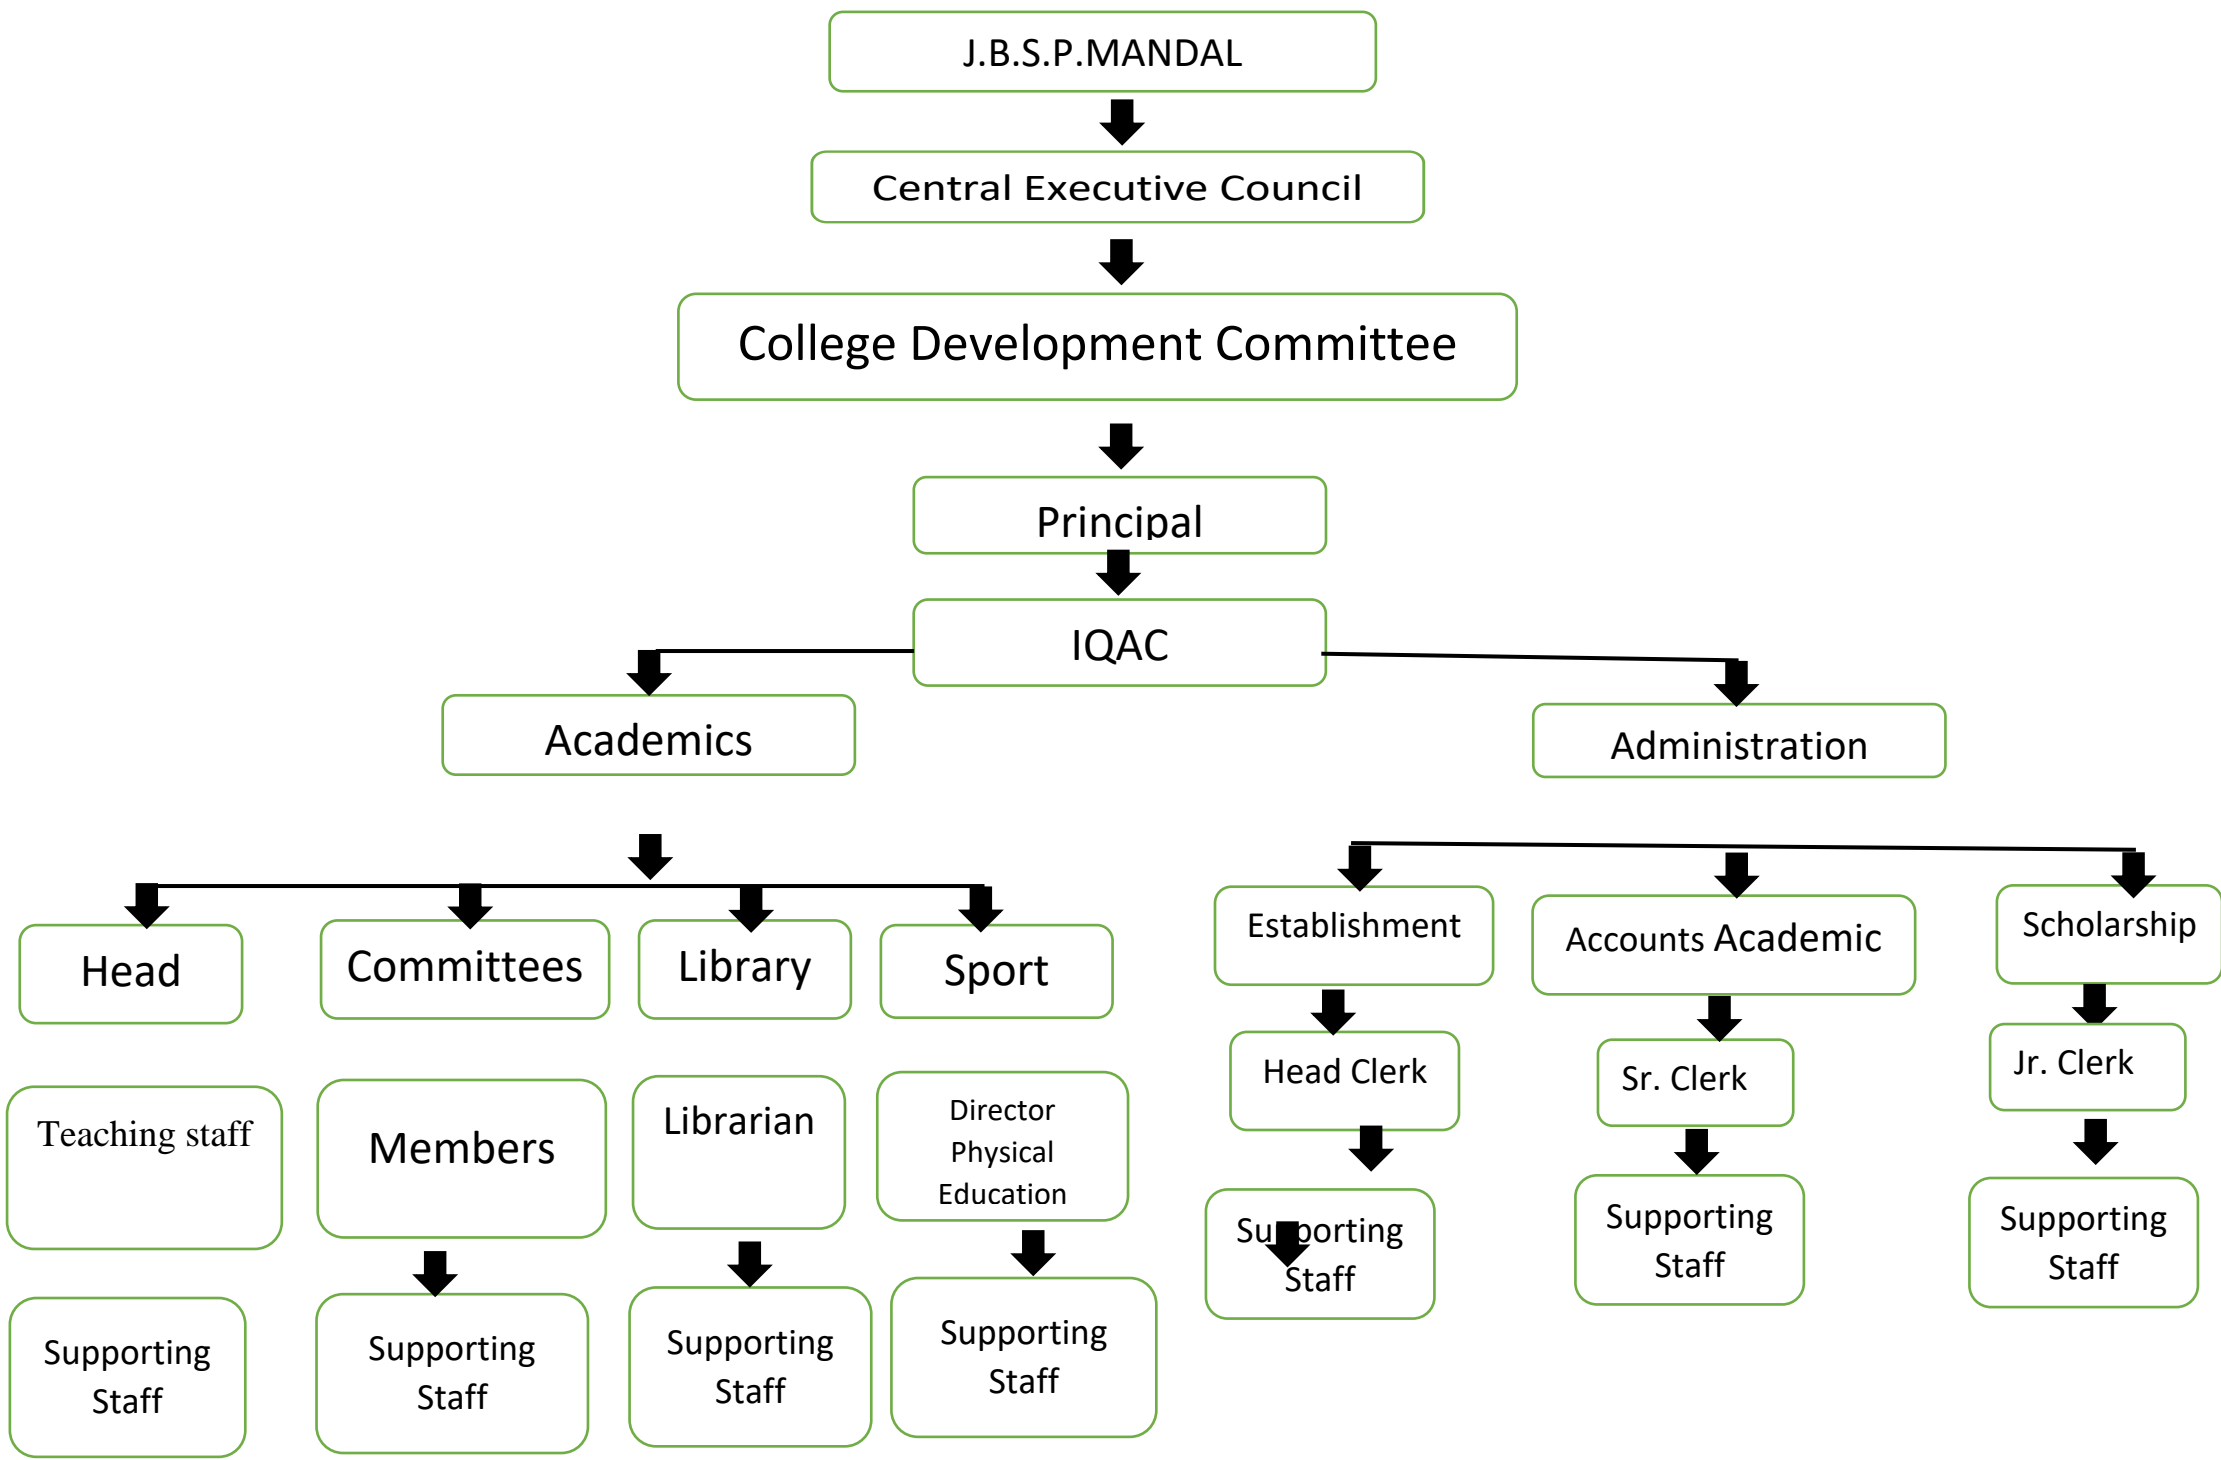 J.B.S.P.MANDAL
Central Executive Council
College Development Committee
Principal
IQAC
Academics
Administration
Head
Committees
Library
Sport
Establishment
Accounts Academic
Scholarship
Head Clerk
Sr. Clerk
Jr. Clerk
Teaching staff
Members
Librarian
Director
Physical
Education
Supporting
Staff
Supporting
Staff
Supporting
Staff
Supporting
Staff
Supporting
Staff
Supporting
Staff
Supporting
Staff